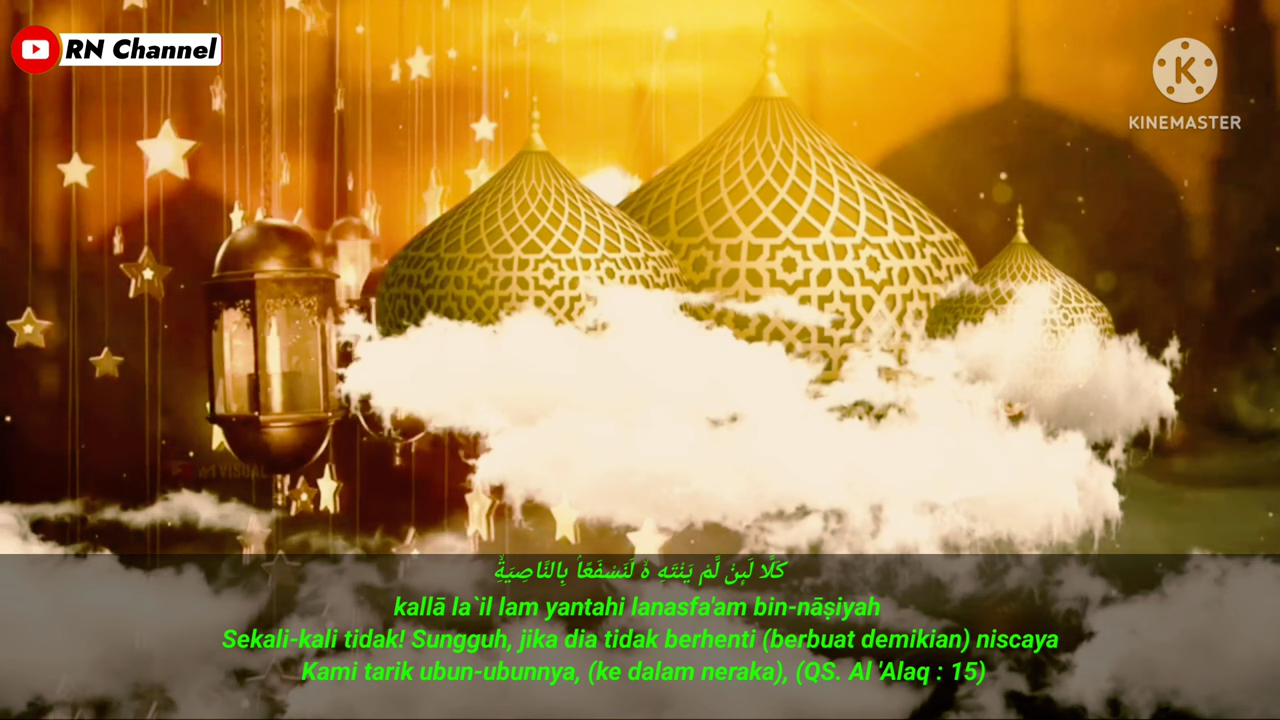 RN Channel
KINEMASTER
كَلَّا لَىِٕنْ لَّمْ يَنْتَهِ ەۙ لَنَسْفَعًاۢ بِالنَّاصِيَةِۙ
kallā la`il lam yantahi lanasfa'am bin-nāṣiyah
Sekali-kali tidak! Sungguh, jika dia tidak berhenti (berbuat demikian) niscaya
Kami tarik ubun-ubunnya, (ke dalam neraka), (QS. Al 'Alaq : 15)